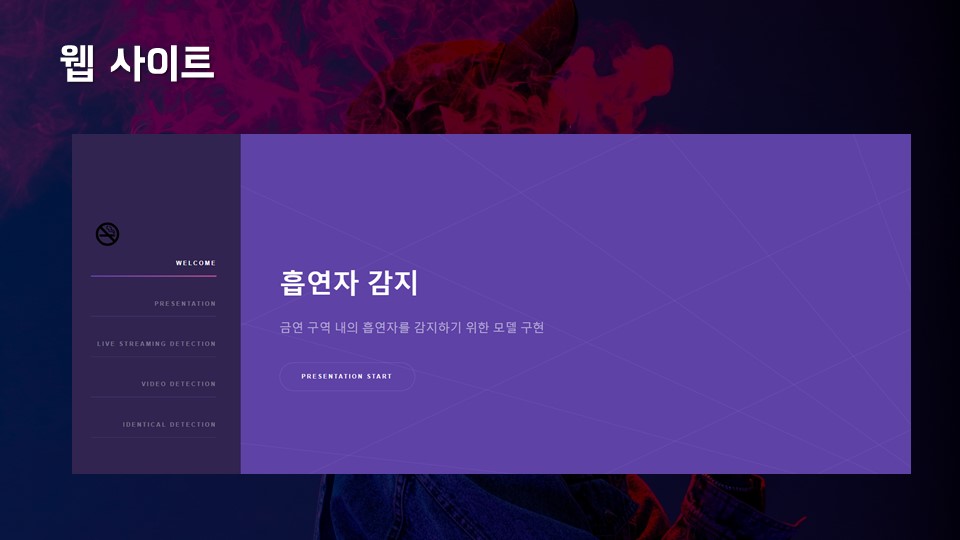 웹 사이트
WELCOME
PRESENTATION
LIVE STREAMING DETECTION
VIDEO DETECTION
IDENTICAL DETECTION
흡연자 감지
금연 구역 내의 흡연자를 감지하기 위한 모델 구현
PRESENTATION START